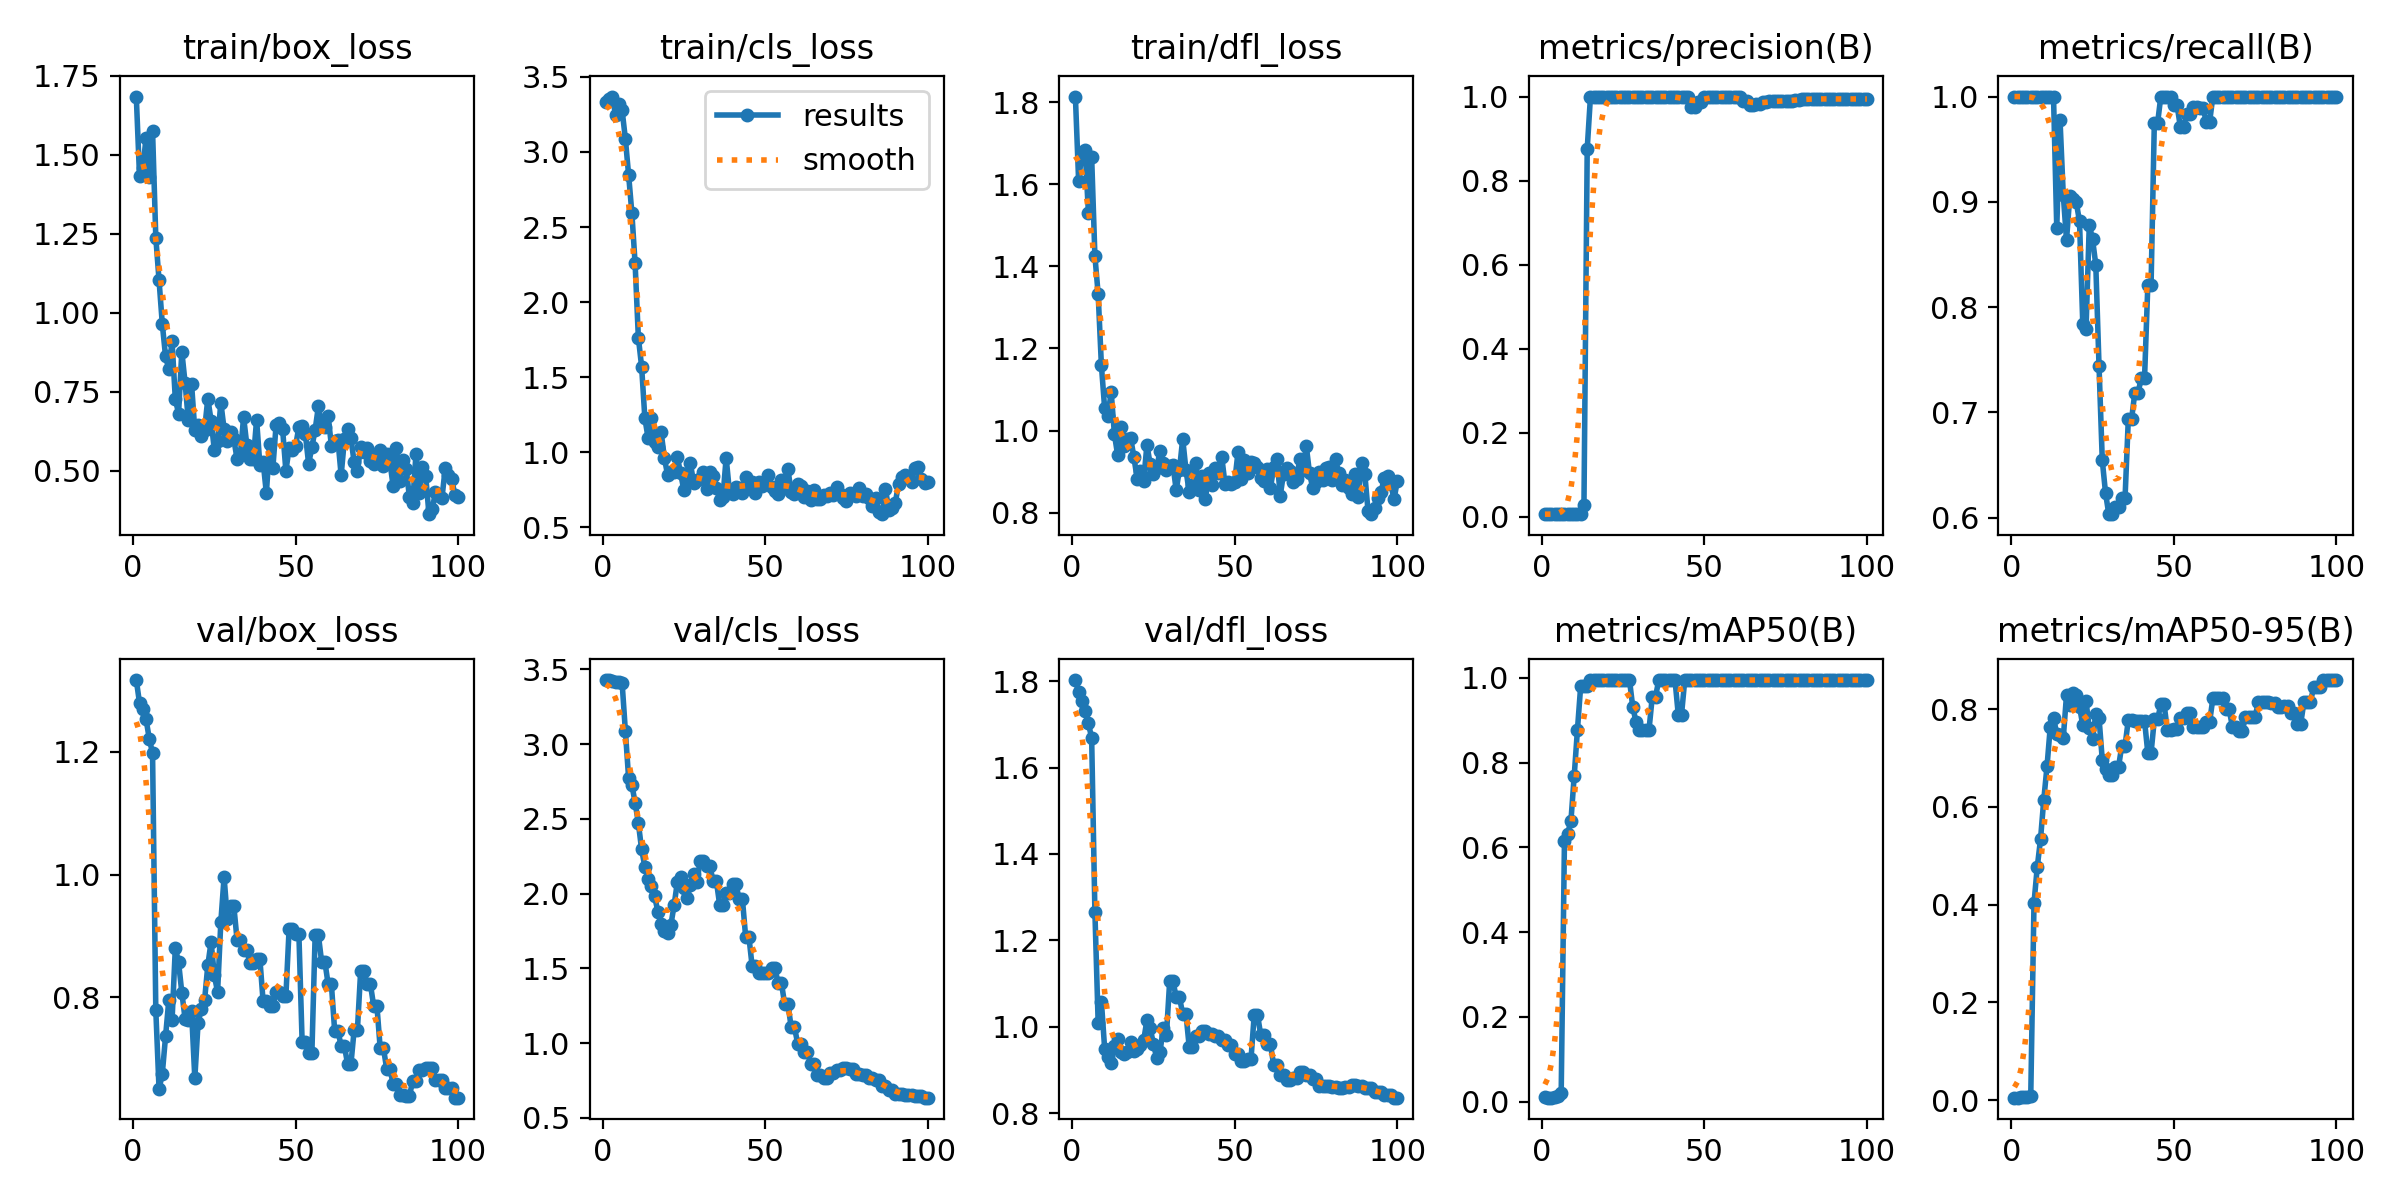 train/box_loss
1.75
1.50
1.25
1.00
0.75
0.50
0 50 100
train/cls_loss
results
smooth
3.5
3.0
2.5
2.0
1.5
1.0
0.5
0 50 100
train/dfl_loss
1.8
1.6
1.4
1.2
1.0
0.8
0 50 100
metrics/precision(B)
1.0
0.8
0.6
0.4
0.2
0.0
0 50 100
metrics/recall(B)
1.0
0.9
0.8
0.7
0.6
0 50 100
val/box_loss
1.2
1.0
0.8
0 50 100
val/cls_loss
3.5
3.0
2.5
2.0
1.5
1.0
0.5
0 50 100
val/dfl_loss
1.8
1.6
1.4
1.2
1.0
0.8
0 50 100
metrics/mAP50(B)
1.0
0.8
0.6
0.4
0.2
0.0
0 50 100
metrics/mAP50-95(B)
0.8
0.6
0.4
0.2
0.0
0 50 100